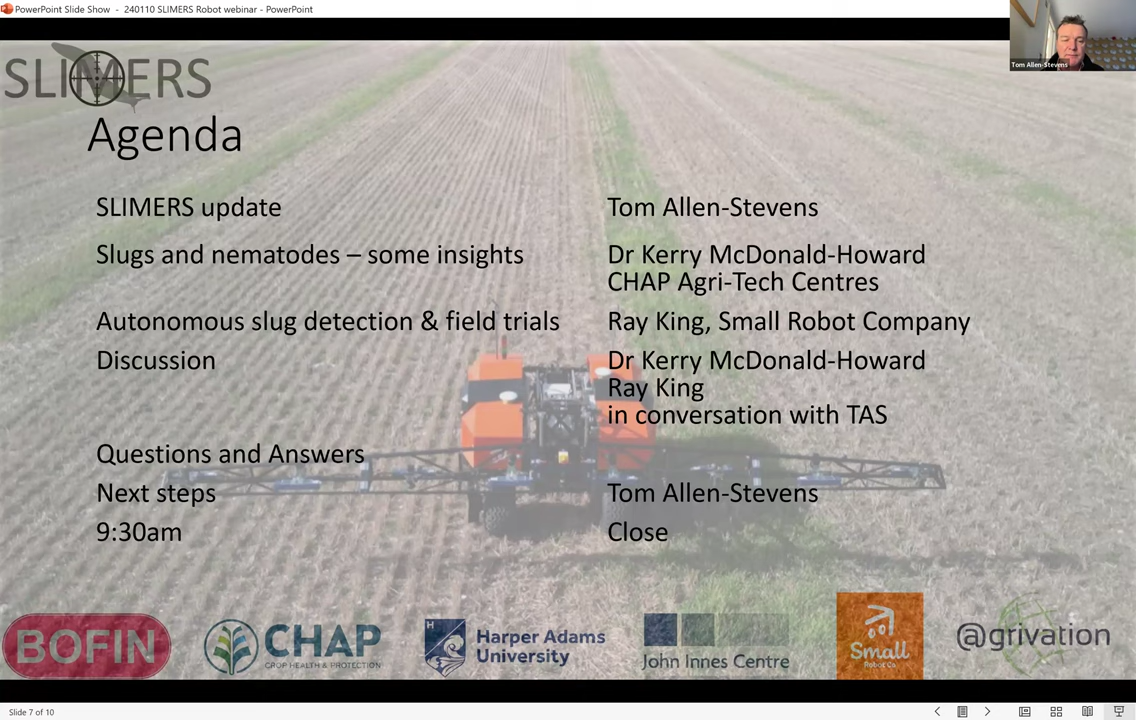 PowerPoint Slide Show - 240110 SLIMERS Robot webinar - PowerPoint
Tom Allen-Stevens
SLIMERS
Agenda
SLIMERS update
Tom Allen-Stevens
Slugs and nematodes – some insights
Dr Kerry McDonald-Howard
CHAP Agri-Tech Centres
Autonomous slug detection & field trials
Ray King, Small Robot Company
Discussion
Dr Kerry McDonald-Howard
Ray King
in conversation with TAS
Questions and Answers
Next steps
Tom Allen-Stevens
9:30am
Close
BOFIN
CHAP
CROP HEALTH & PROTECTION
H
Harper Adams
University
John Innes Centre
Small
Robot Co.
@grivation
Slide 7 of 10